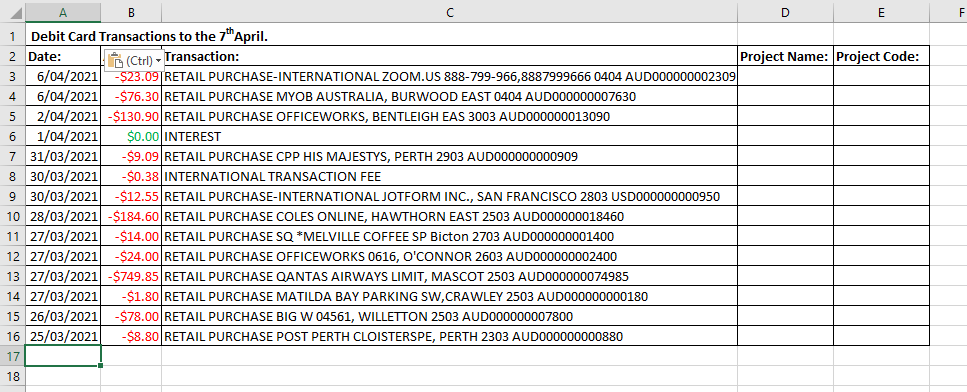 A B C D E F
1 Debit Card Transactions to the 7th April.
2 Date: (Ctrl) Transaction: Project Name: Project Code:
3 6/04/2021 -$23.09 RETAIL PURCHASE-INTERNATIONAL ZOOM.US 888-799-966,8887999666 0404 AUD000000002309
4 6/04/2021 -$76.30 RETAIL PURCHASE MYOB AUSTRALIA, BURWOOD EAST 0404 AUD000000007630
5 2/04/2021 -$130.90 RETAIL PURCHASE OFFICEWORKS, BENTLEIGH EAS 3003 AUD000000013090
6 1/04/2021 $0.00 INTEREST
7 31/03/2021 -$9.09 RETAIL PURCHASE CPP HIS MAJESTYS, PERTH 2903 AUD000000000909
8 30/03/2021 -$0.38 INTERNATIONAL TRANSACTION FEE
9 30/03/2021 -$12.55 RETAIL PURCHASE-INTERNATIONAL JOTFORM INC., SAN FRANCISCO 2803 USD000000000950
10 28/03/2021 -$184.60 RETAIL PURCHASE COLES ONLINE, HAWTHORN EAST 2503 AUD000000018460
11 27/03/2021 -$14.00 RETAIL PURCHASE SQ *MELVILLE COFFEE SP Bicton 2703 AUD000000001400
12 27/03/2021 -$24.00 RETAIL PURCHASE OFFICEWORKS 0616, O'CONNOR 2603 AUD000000002400
13 27/03/2021 -$749.85 RETAIL PURCHASE QANTAS AIRWAYS LIMIT, MASCOT 2503 AUD000000074985
14 27/03/2021 -$1.80 RETAIL PURCHASE MATILDA BAY PARKING SW,CRAWLEY 2503 AUD000000000180
15 26/03/2021 -$78.00 RETAIL PURCHASE BIG W 04561, WILLETTON 2503 AUD000000007800
16 25/03/2021 -$8.80 RETAIL PURCHASE POST PERTH CLOISTERSPE, PERTH 2303 AUD000000000880
17
18